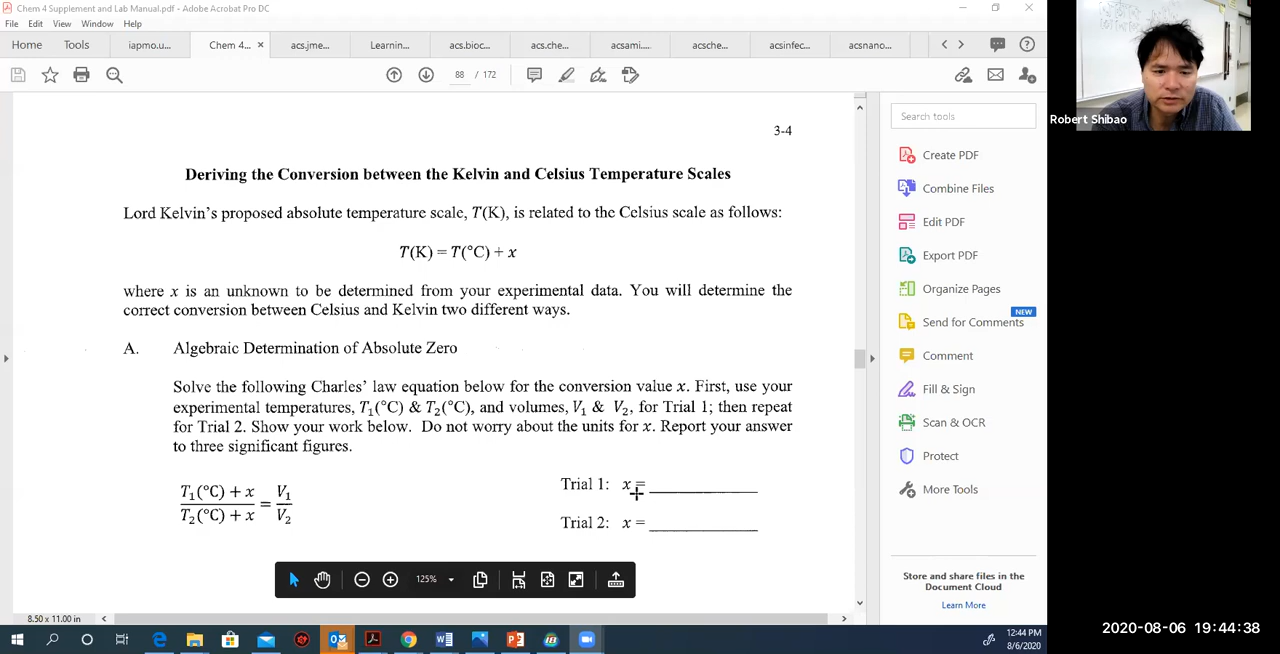 Chem 4 Supplement and Lab Manual.pdf - Adobe Acrobat Pro DC
File Edit View Window Help
Home Tools iapmo.u... Chem 4... × acs.jme... Learnin... acs.bioc... acs.che... acsami.... acsche... acsinfec... acsnano...
88 / 172
3-4
Deriving the Conversion between the Kelvin and Celsius Temperature Scales
Lord Kelvin's proposed absolute temperature scale, T(K), is related to the Celsius scale as follows:
T(K) = T(°C) + x
where x is an unknown to be determined from your experimental data. You will determine the
correct conversion between Celsius and Kelvin two different ways.
A. Algebraic Determination of Absolute Zero
Solve the following Charles' law equation below for the conversion value x. First, use your
experimental temperatures, T₁(°C) & T₂(°C), and volumes, V₁ & V₂, for Trial 1; then repeat
for Trial 2. Show your work below. Do not worry about the units for x. Report your answer
to three significant figures.
T₁(°C) + x V₁
=
T₂(°C) + x V₂
Trial 1: x =
Trial 2: x =
125%
8.50 x 11.00 in
Search tools
Create PDF
Combine Files
Edit PDF
Export PDF
Organize Pages
NEW
Send for Comments
Comment
Fill & Sign
Scan & OCR
Protect
More Tools
Store and share files in the
Document Cloud
Learn More
12:44 PM
8/6/2020
Robert Shibao
2020-08-06 19:44:38